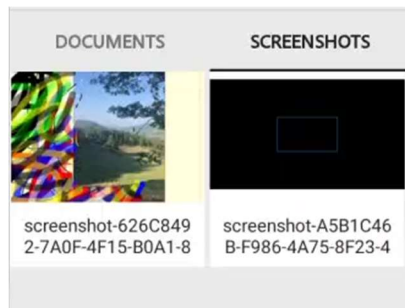 DOCUMENTS
SCREENSHOTS
screenshot-626C849
2-7A0F-4F15-B0A1-8
screenshot-A5B1C46
B-F986-4A75-8F23-4